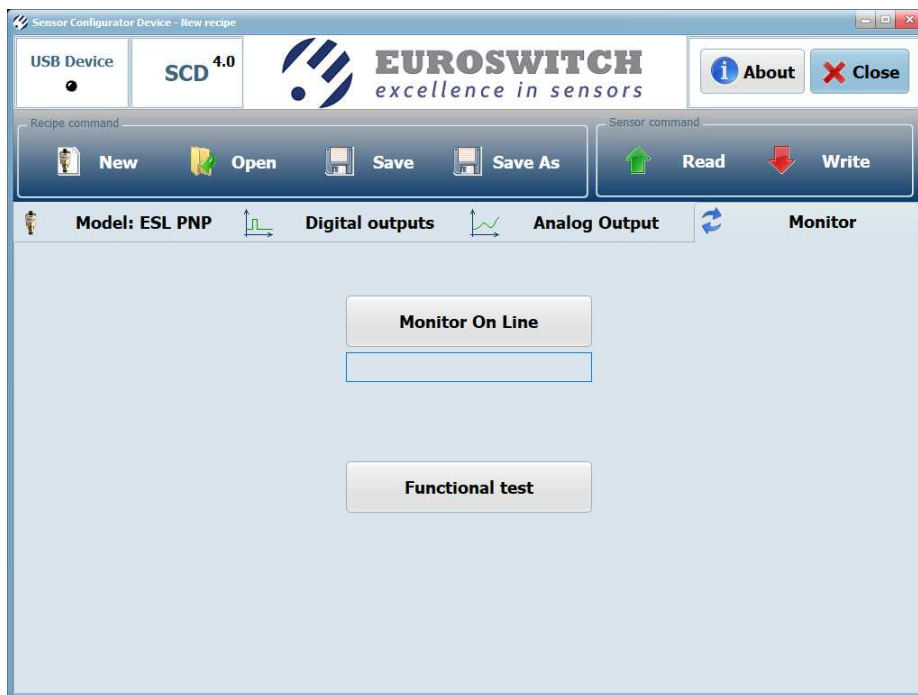 Sensor Configurator Device - New recipe
USB Device
SCD 4.0
EUROSWITCH
excellence in sensors
About
Close
Recipe command
Sensor command
New
Open
Save
Save As
Read
Write
Model: ESL PNP
Digital outputs
Analog Output
Monitor
Monitor On Line
Functional test